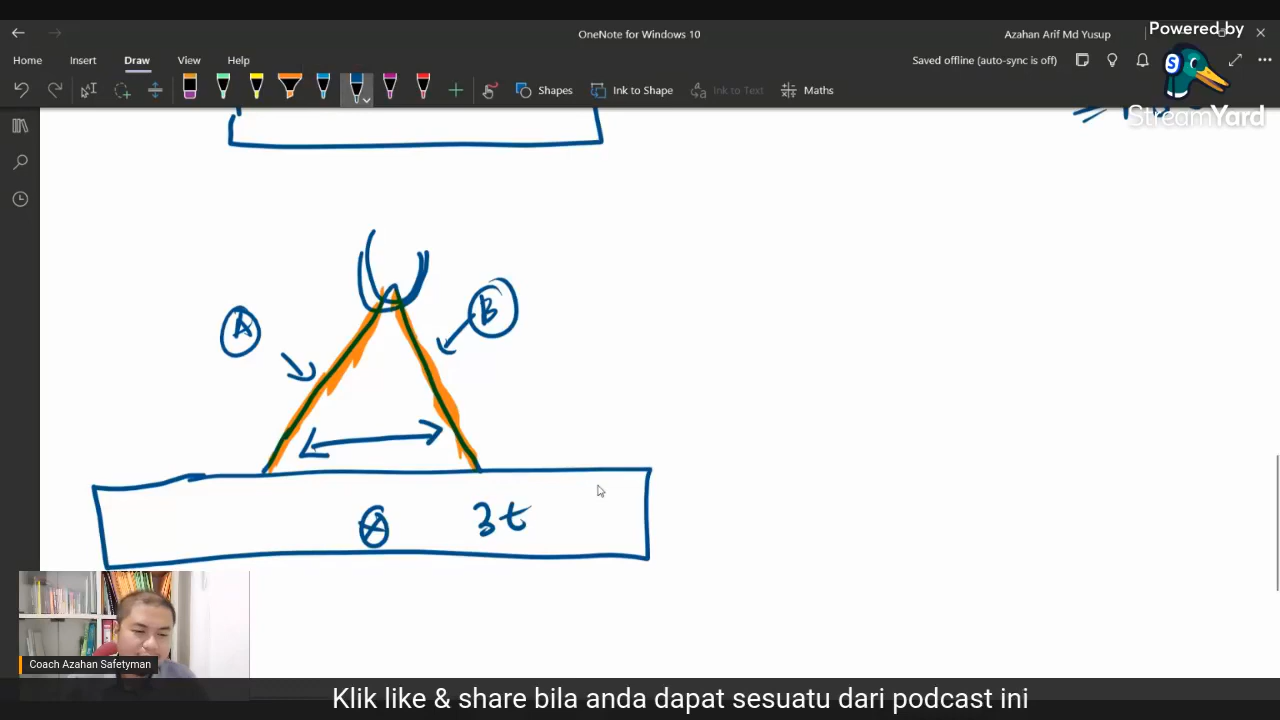 OneNote for Windows 10
Azahan Arif Md Yusup
Powered by
Home Insert Draw View Help
Saved offline (auto-sync is off)
Shapes
Ink to Shape
Ink to Text
Maths
StreamYard
A
B
3t
Coach Azahan Safetyman
Klik like & share bila anda dapat sesuatu dari podcast ini